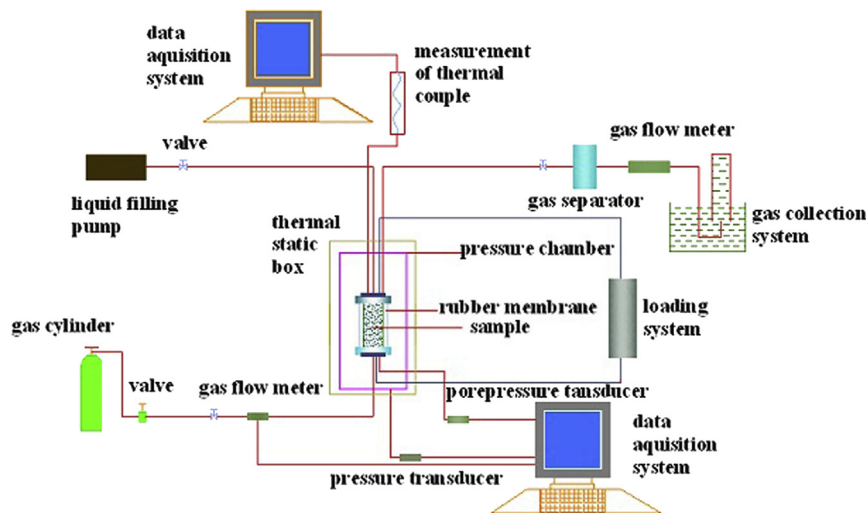 data
aquisition
system
measurement
of thermal
couple
valve
gas flow meter
liquid filling
pump
gas separator
gas collection
system
thermal
static
box
pressure chamber
rubber membrane
sample
loading
system
gas cylinder
valve
gas flow meter
porepressure tansducer
pressure transducer
data
aquisition
system